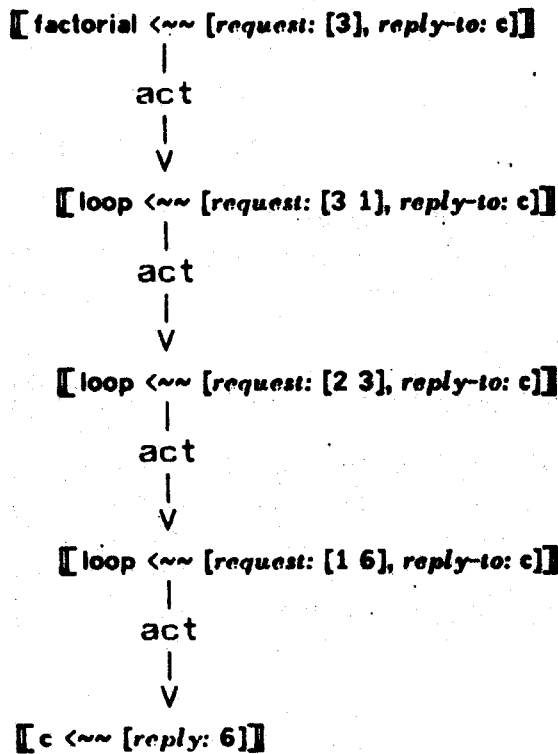 ⟦ factorial <~~ [request: [3], reply-to: c]⟧
|
act
|
V
⟦ loop <~~ [request: [3 1], reply-to: c]⟧
|
act
|
V
⟦ loop <~~ [request: [2 3], reply-to: c]⟧
|
act
|
V
⟦ loop <~~ [request: [1 6], reply-to: c]⟧
|
act
|
V
⟦ c <~~ [reply: 6]⟧